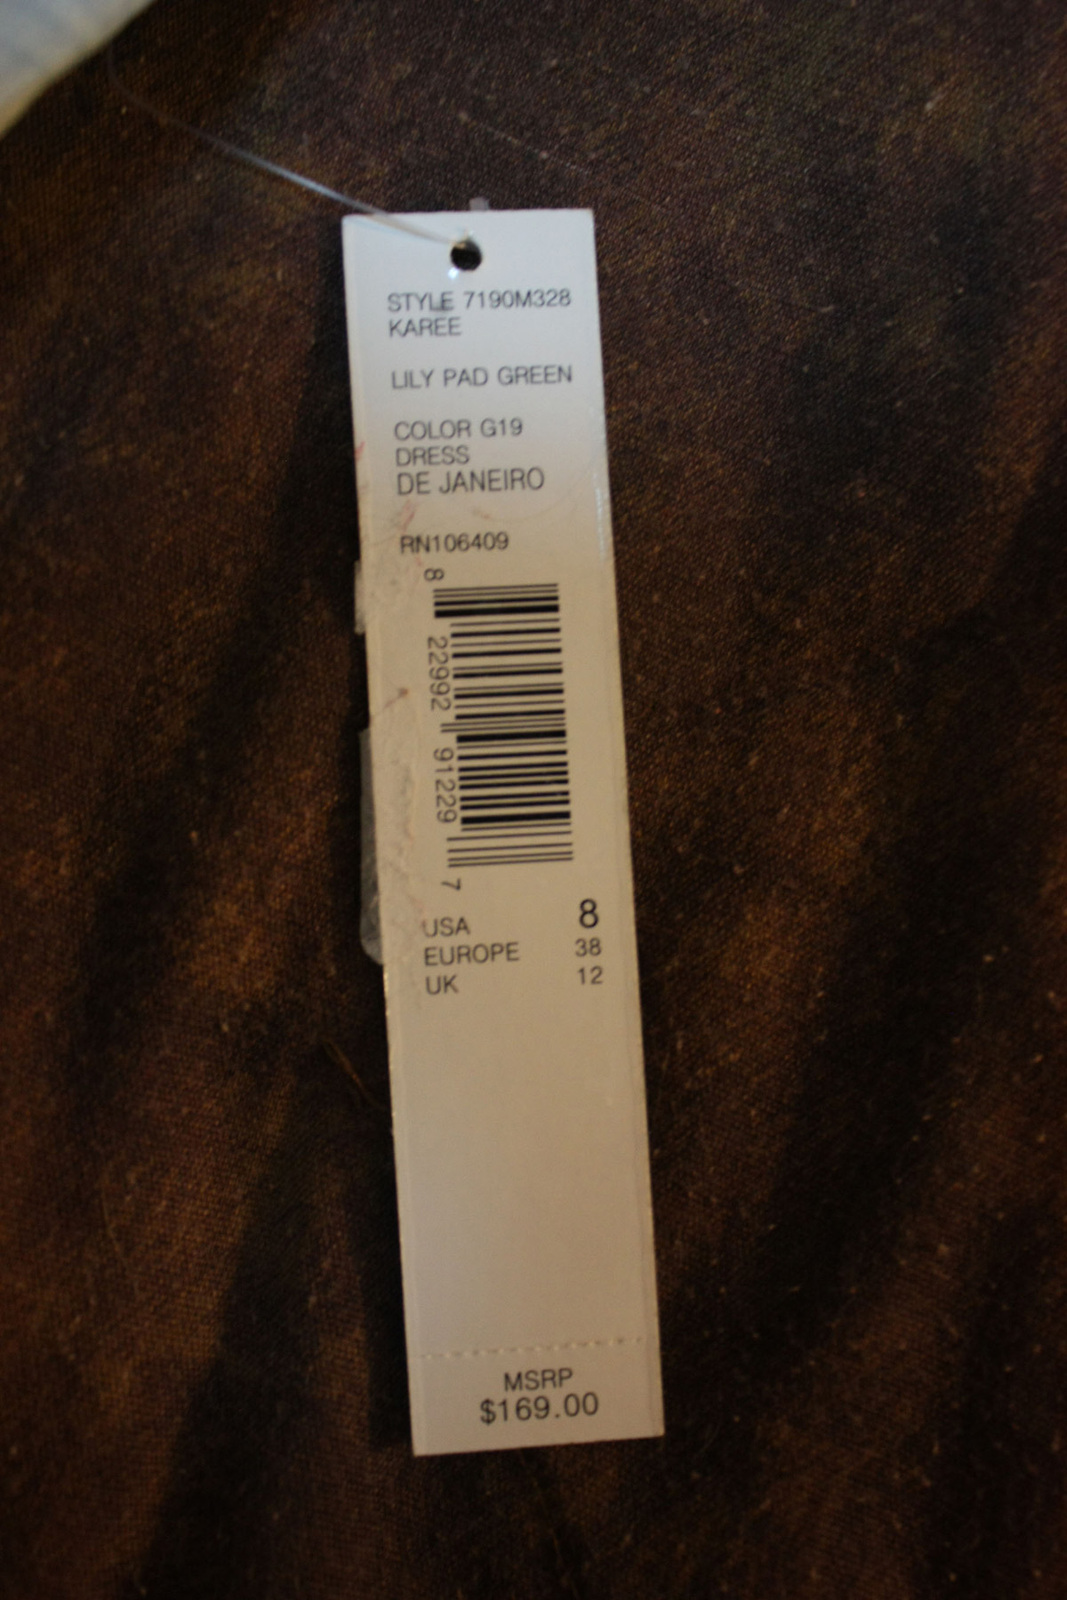 STYLE 7190M328
KAREE
LILY PAD GREEN
COLOR G19
DRESS
DE JANEIRO
RN106409
8 22992 91229 7
USA 8
EUROPE 38
UK 12
MSRP
$169.00